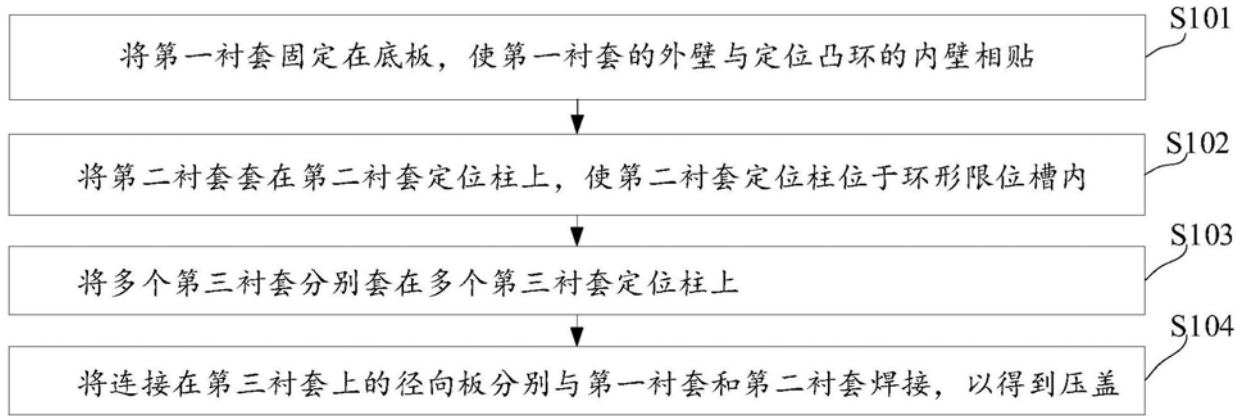 S101
将第一衬套固定在底板，使第一衬套的外壁与定位凸环的内壁相贴
S102
将第二衬套套在第二衬套定位柱上，使第二衬套定位柱位于环形限位槽内
S103
将多个第三衬套分别套在多个第三衬套定位柱上
S104
将连接在第三衬套上的径向板分别与第一衬套和第二衬套焊接，以得到压盖